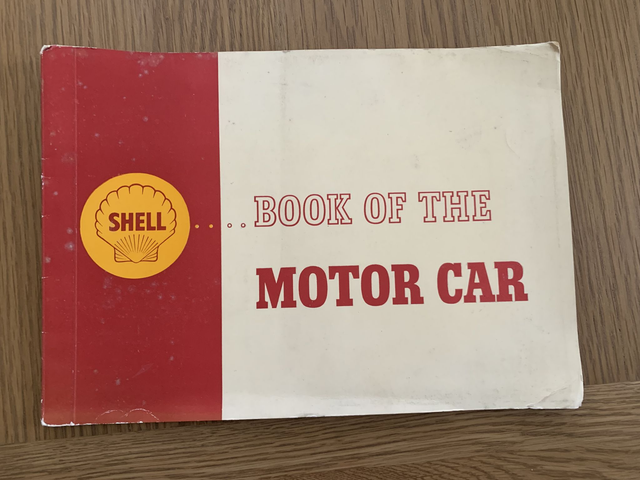 SHELL
....BOOK OF THE
MOTOR CAR